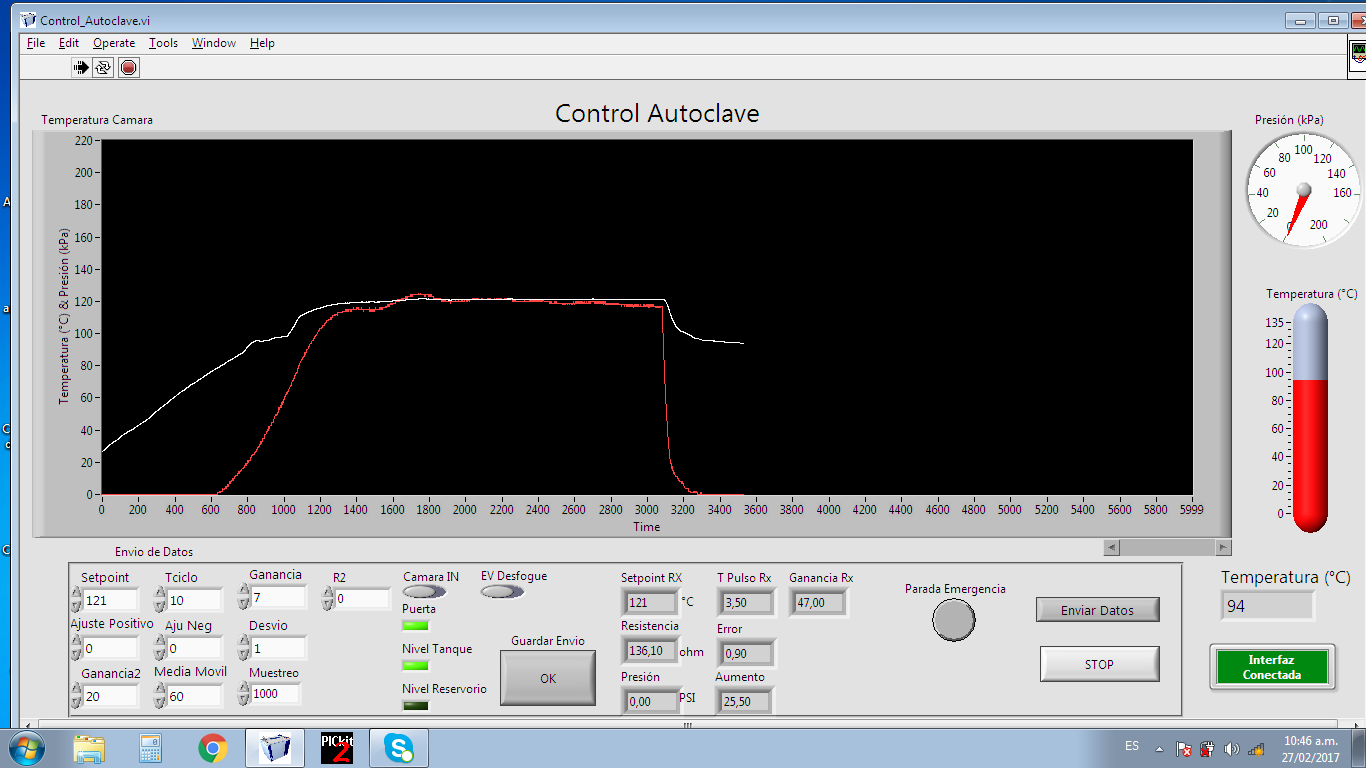 Control_Autoclave.vi
File Edit Operate Tools Window Help
Control Autoclave
Temperatura Camara
Temperatura (°C) & Presión (kPa)
220
200
180
160
140
120
100
80
60
40
20
0
0 200 400 600 800 1000 1200 1400 1600 1800 2000 2200 2400 2600 2800 3000 3200 3400 3600 3800 4000 4200 4400 4600 4800 5000 5200 5400 5600 5800 5999
Time
Presión (kPa)
0 20 40 60 80 100 120 140 160 200
Temperatura (°C)
135
120
100
80
60
40
20
0
Temperatura (°C)
94
Interfaz
Conectada
Envio de Datos
Setpoint Tciclo Ganancia R2
121 10 7 0
Ajuste Positivo Aju Neg Desvio
0 0 1
Ganancia2 Media Movil Muestreo
20 60 1000
Camara IN EV Desfogue
Puerta
Nivel Tanque
Nivel Reservorio
Guardar Envio
OK
Setpoint RX T Pulso Rx Ganancia Rx
121 °C 3,50 47,00
Resistencia Error
136,10 ohm 0,90
Presión Aumento
0,00 PSI 25,50
Parada Emergencia
Enviar Datos
STOP
PICkit
2
ES
10:46 a.m.
27/02/2017